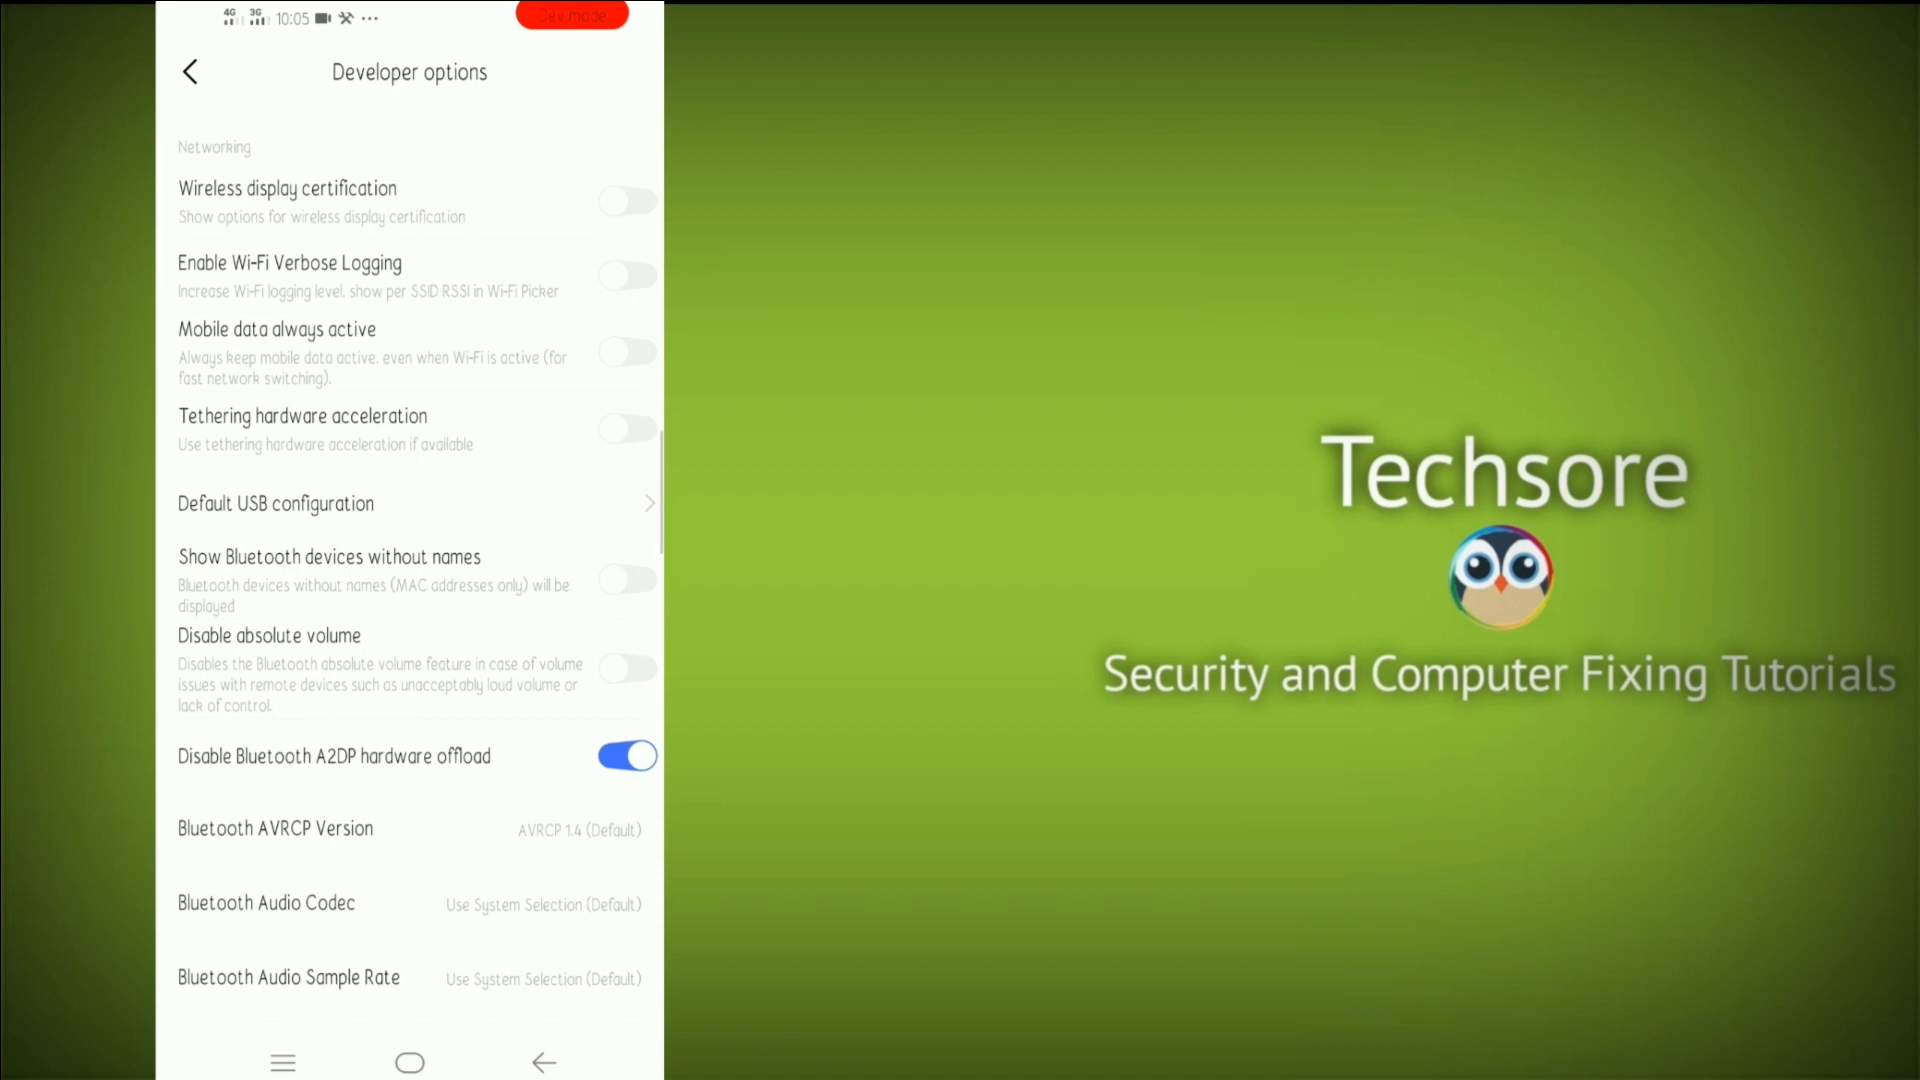 4G 3G 10:05
Dev mode
Developer options
Networking
Wireless display certification
Show options for wireless display certification
Enable Wi-Fi Verbose Logging
Increase Wi-Fi logging level, show per SSID RSSI in Wi-Fi Picker
Mobile data always active
Always keep mobile data active, even when Wi-Fi is active (for
fast network switching).
Tethering hardware acceleration
Use tethering hardware acceleration if available
Default USB configuration
Show Bluetooth devices without names
Bluetooth devices without names (MAC addresses only) will be
displayed
Disable absolute volume
Disables the Bluetooth absolute volume feature in case of volume
issues with remote devices such as unacceptably loud volume or
lack of control.
Disable Bluetooth A2DP hardware offload
Bluetooth AVRCP Version AVRCP 1.4 (Default)
Bluetooth Audio Codec Use System Selection (Default)
Bluetooth Audio Sample Rate Use System Selection (Default)
Techsore
Security and Computer Fixing Tutorials